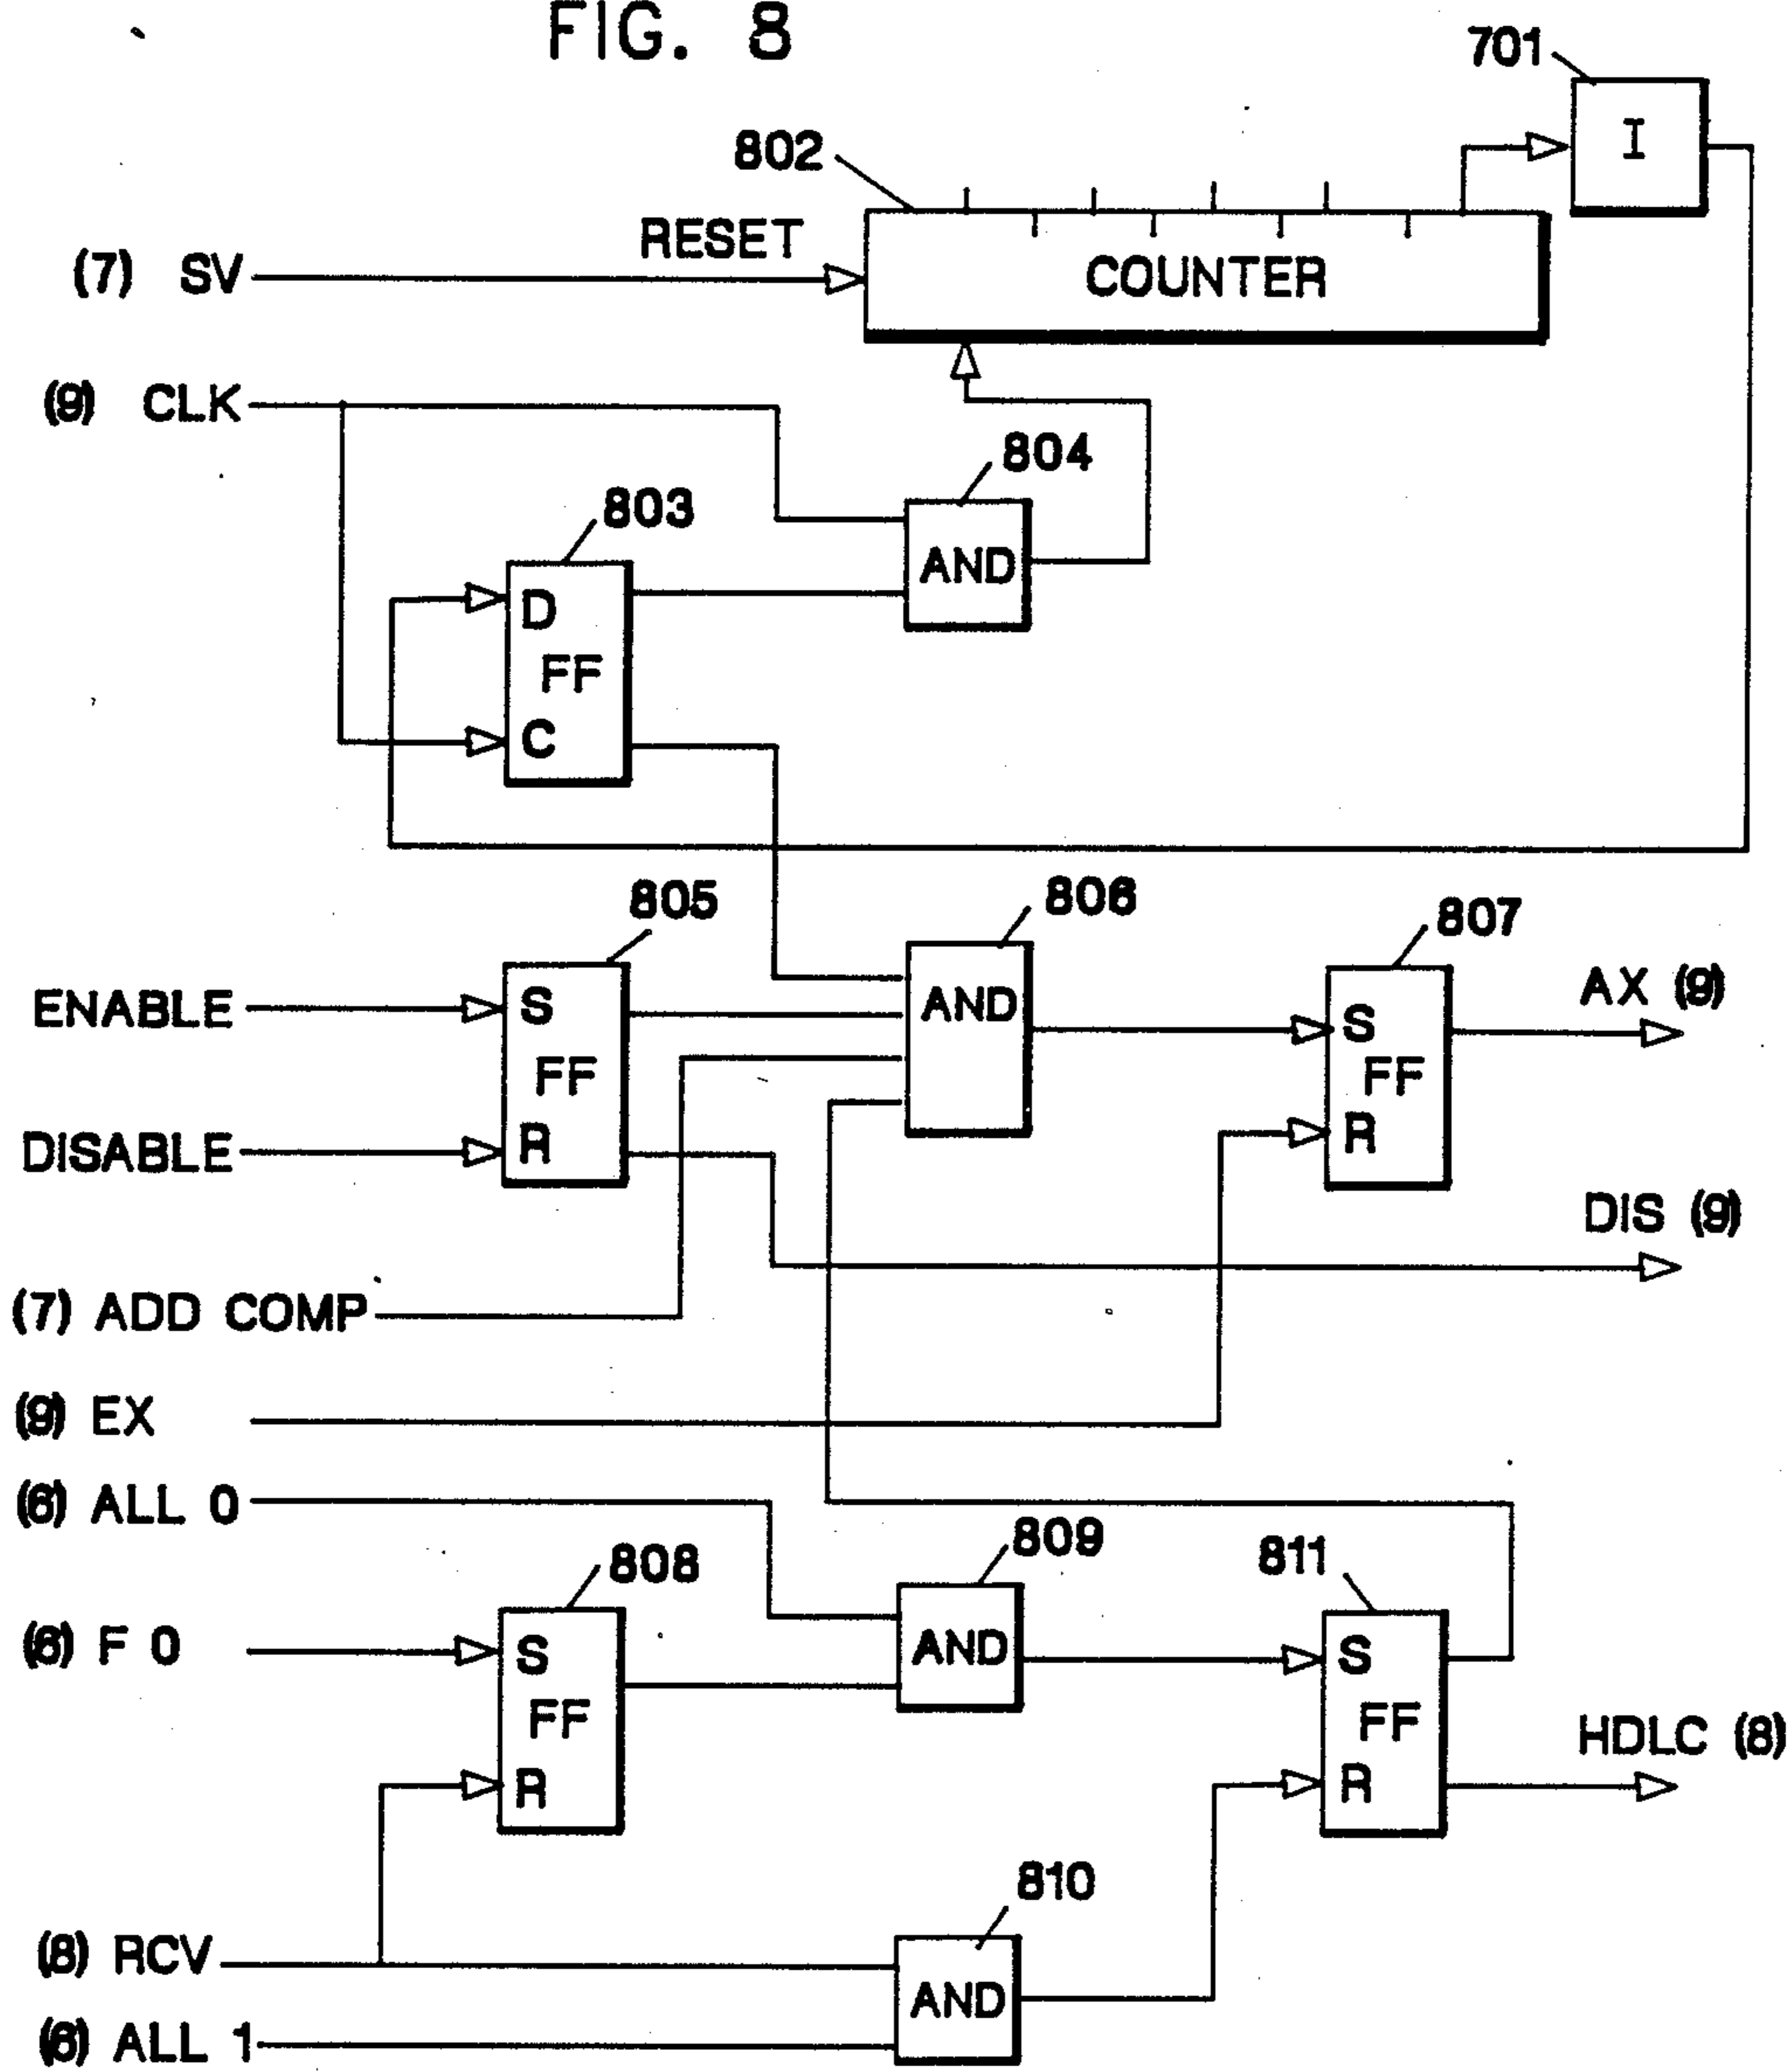 FIG. 8
701
I
802
RESET
(7) SV
COUNTER
(9) CLK
804
803
AND
D
FF
C
805
806
807
ENABLE
S
AND
AX (9)
S
FF
FF
DISABLE
R
R
DIS (9)
(7) ADD COMP
(9) EX
(6) ALL 0
808
809
811
(6) F 0
S
AND
S
FF
FF
HDLC (8)
R
R
810
(8) RCV
AND
(6) ALL 1